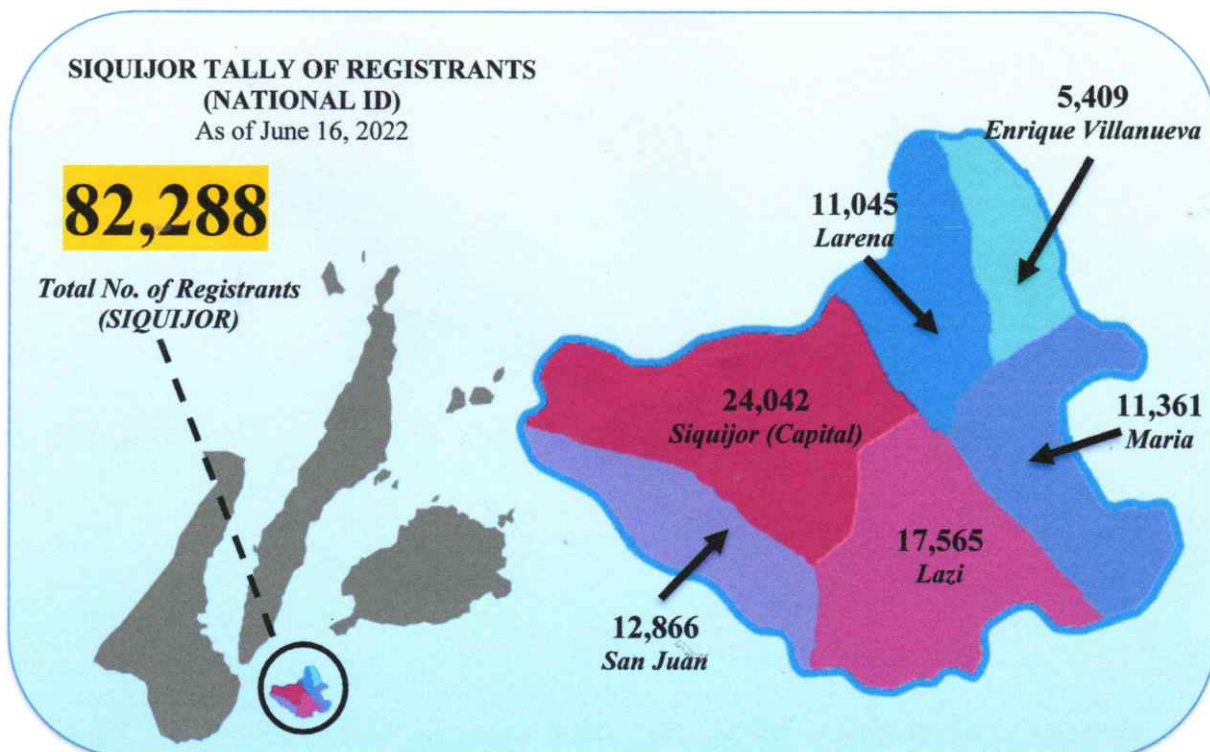 SIQUIJOR TALLY OF REGISTRANTS
(NATIONAL ID)
As of June 16, 2022
82,288
Total No. of Registrants
(SIQUIJOR)
5,409
Enrique Villanueva
11,045
Larena
24,042
Siquijor (Capital)
11,361
Maria
17,565
Lazi
12,866
San Juan